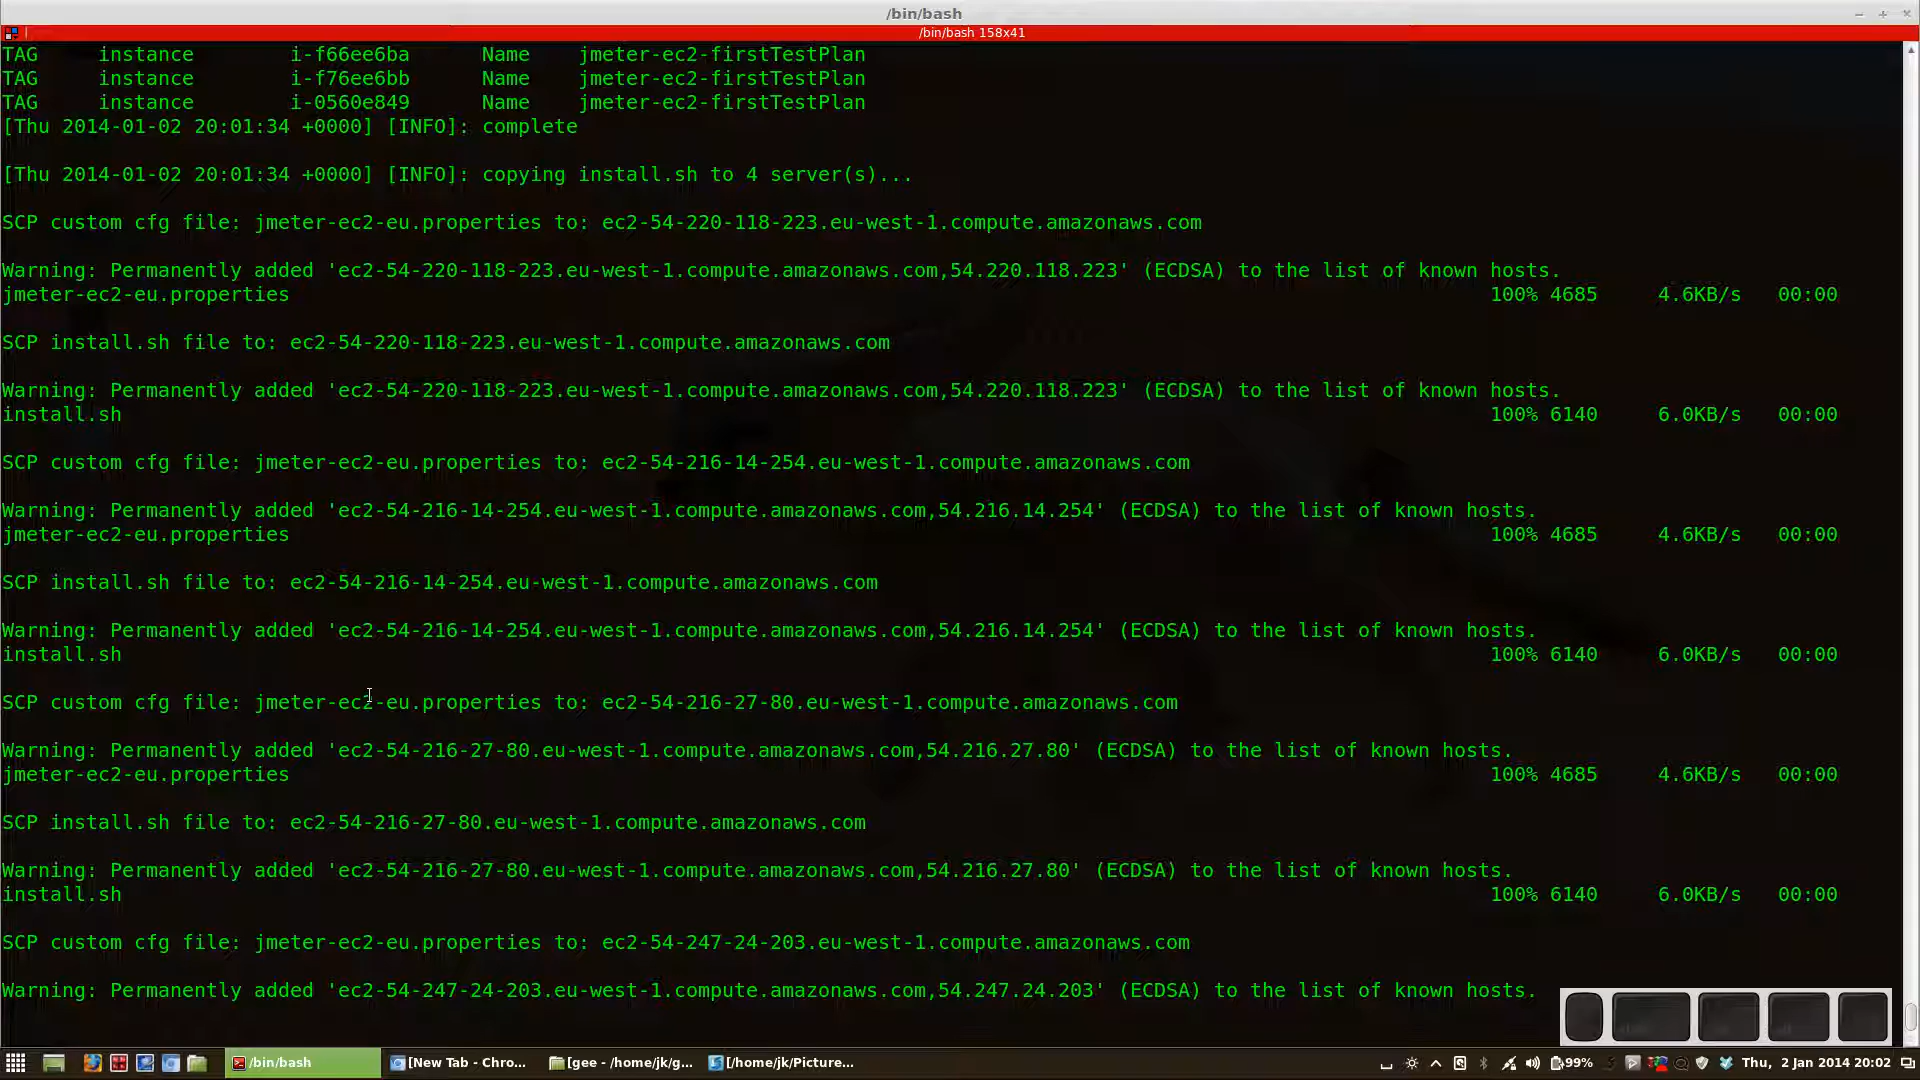 /bin/bash
/bin/bash 158x41
TAG instance i-f66ee6ba Name jmeter-ec2-firstTestPlan
TAG instance i-f76ee6bb Name jmeter-ec2-firstTestPlan
TAG instance i-0560e849 Name jmeter-ec2-firstTestPlan
[Thu 2014-01-02 20:01:34 +0000] [INFO]: complete
[Thu 2014-01-02 20:01:34 +0000] [INFO]: copying install.sh to 4 server(s)...
SCP custom cfg file: jmeter-ec2-eu.properties to: ec2-54-220-118-223.eu-west-1.compute.amazonaws.com
Warning: Permanently added 'ec2-54-220-118-223.eu-west-1.compute.amazonaws.com,54.220.118.223' (ECDSA) to the list of known hosts.
jmeter-ec2-eu.properties 100% 4685 4.6KB/s 00:00
SCP install.sh file to: ec2-54-220-118-223.eu-west-1.compute.amazonaws.com
Warning: Permanently added 'ec2-54-220-118-223.eu-west-1.compute.amazonaws.com,54.220.118.223' (ECDSA) to the list of known hosts.
install.sh 100% 6140 6.0KB/s 00:00
SCP custom cfg file: jmeter-ec2-eu.properties to: ec2-54-216-14-254.eu-west-1.compute.amazonaws.com
Warning: Permanently added 'ec2-54-216-14-254.eu-west-1.compute.amazonaws.com,54.216.14.254' (ECDSA) to the list of known hosts.
jmeter-ec2-eu.properties 100% 4685 4.6KB/s 00:00
SCP install.sh file to: ec2-54-216-14-254.eu-west-1.compute.amazonaws.com
Warning: Permanently added 'ec2-54-216-14-254.eu-west-1.compute.amazonaws.com,54.216.14.254' (ECDSA) to the list of known hosts.
install.sh 100% 6140 6.0KB/s 00:00
SCP custom cfg file: jmeter-ec2-eu.properties to: ec2-54-216-27-80.eu-west-1.compute.amazonaws.com
Warning: Permanently added 'ec2-54-216-27-80.eu-west-1.compute.amazonaws.com,54.216.27.80' (ECDSA) to the list of known hosts.
jmeter-ec2-eu.properties 100% 4685 4.6KB/s 00:00
SCP install.sh file to: ec2-54-216-27-80.eu-west-1.compute.amazonaws.com
Warning: Permanently added 'ec2-54-216-27-80.eu-west-1.compute.amazonaws.com,54.216.27.80' (ECDSA) to the list of known hosts.
install.sh 100% 6140 6.0KB/s 00:00
SCP custom cfg file: jmeter-ec2-eu.properties to: ec2-54-247-24-203.eu-west-1.compute.amazonaws.com
Warning: Permanently added 'ec2-54-247-24-203.eu-west-1.compute.amazonaws.com,54.247.24.203' (ECDSA) to the list of known hosts.
/bin/bash [New Tab - Chro... [gee - /home/jk/g... [/home/jk/Picture... 99% Thu, 2 Jan 2014 20:02